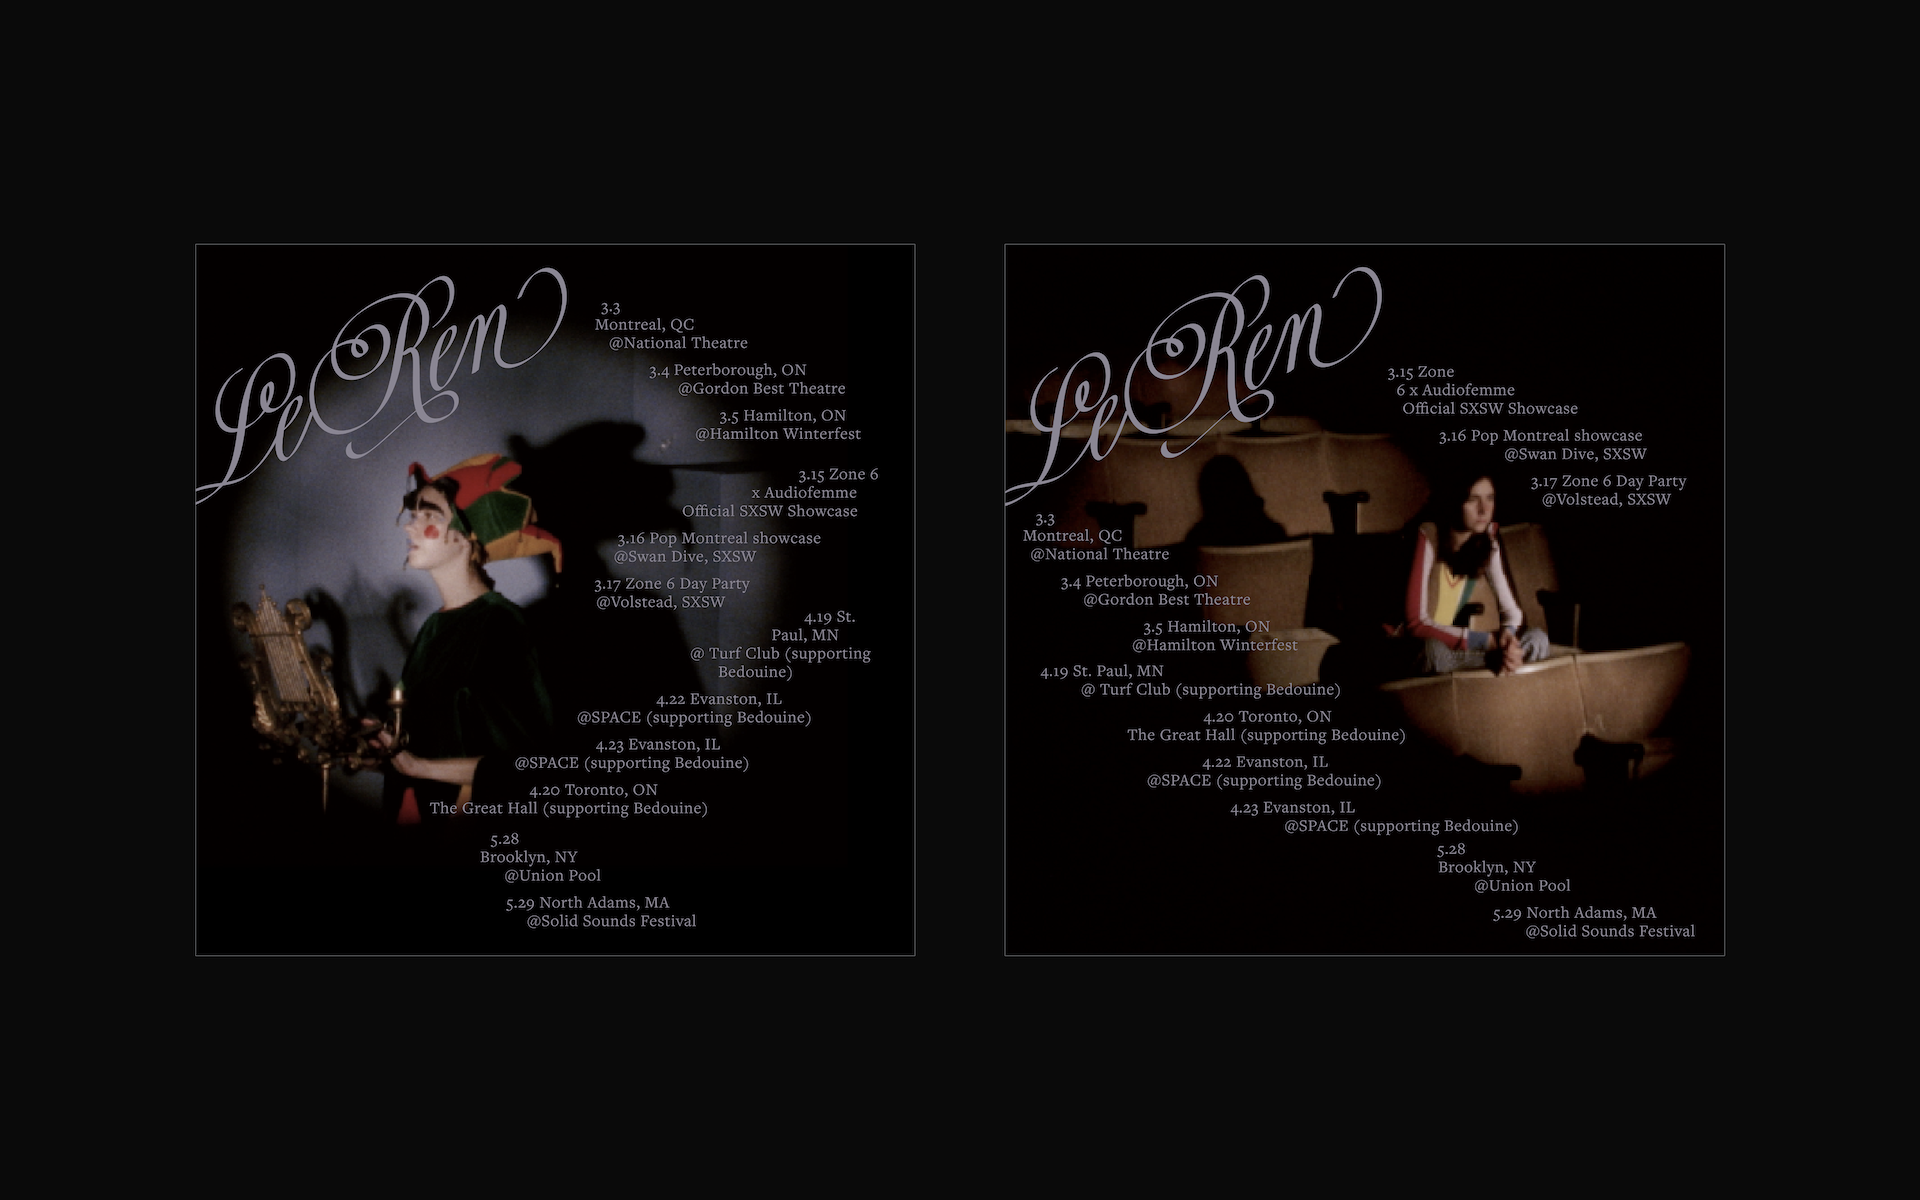 Le Ren
3.3
Montreal, QC
@National Theatre
3.4 Peterborough, ON
@Gordon Best Theatre
3.5 Hamilton, ON
@Hamilton Winterfest
3.15 Zone 6
x Audiofemme
Official SXSW Showcase
3.16 Pop Montreal showcase
@Swan Dive, SXSW
3.17 Zone 6 Day Party
@Volstead, SXSW
4.19 St.
Paul, MN
@ Turf Club (supporting
Bedouine)
4.22 Evanston, IL
@SPACE (supporting Bedouine)
4.23 Evanston, IL
@SPACE (supporting Bedouine)
4.20 Toronto, ON
The Great Hall (supporting Bedouine)
5.28
Brooklyn, NY
@Union Pool
5.29 North Adams, MA
@Solid Sounds Festival
Le Ren
3.15 Zone
6 x Audiofemme
Official SXSW Showcase
3.16 Pop Montreal showcase
@Swan Dive, SXSW
3.17 Zone 6 Day Party
@Volstead, SXSW
3.3
Montreal, QC
@National Theatre
3.4 Peterborough, ON
@Gordon Best Theatre
3.5 Hamilton, ON
@Hamilton Winterfest
4.19 St. Paul, MN
@ Turf Club (supporting Bedouine)
4.20 Toronto, ON
The Great Hall (supporting Bedouine)
4.22 Evanston, IL
@SPACE (supporting Bedouine)
4.23 Evanston, IL
@SPACE (supporting Bedouine)
5.28
Brooklyn, NY
@Union Pool
5.29 North Adams, MA
@Solid Sounds Festival